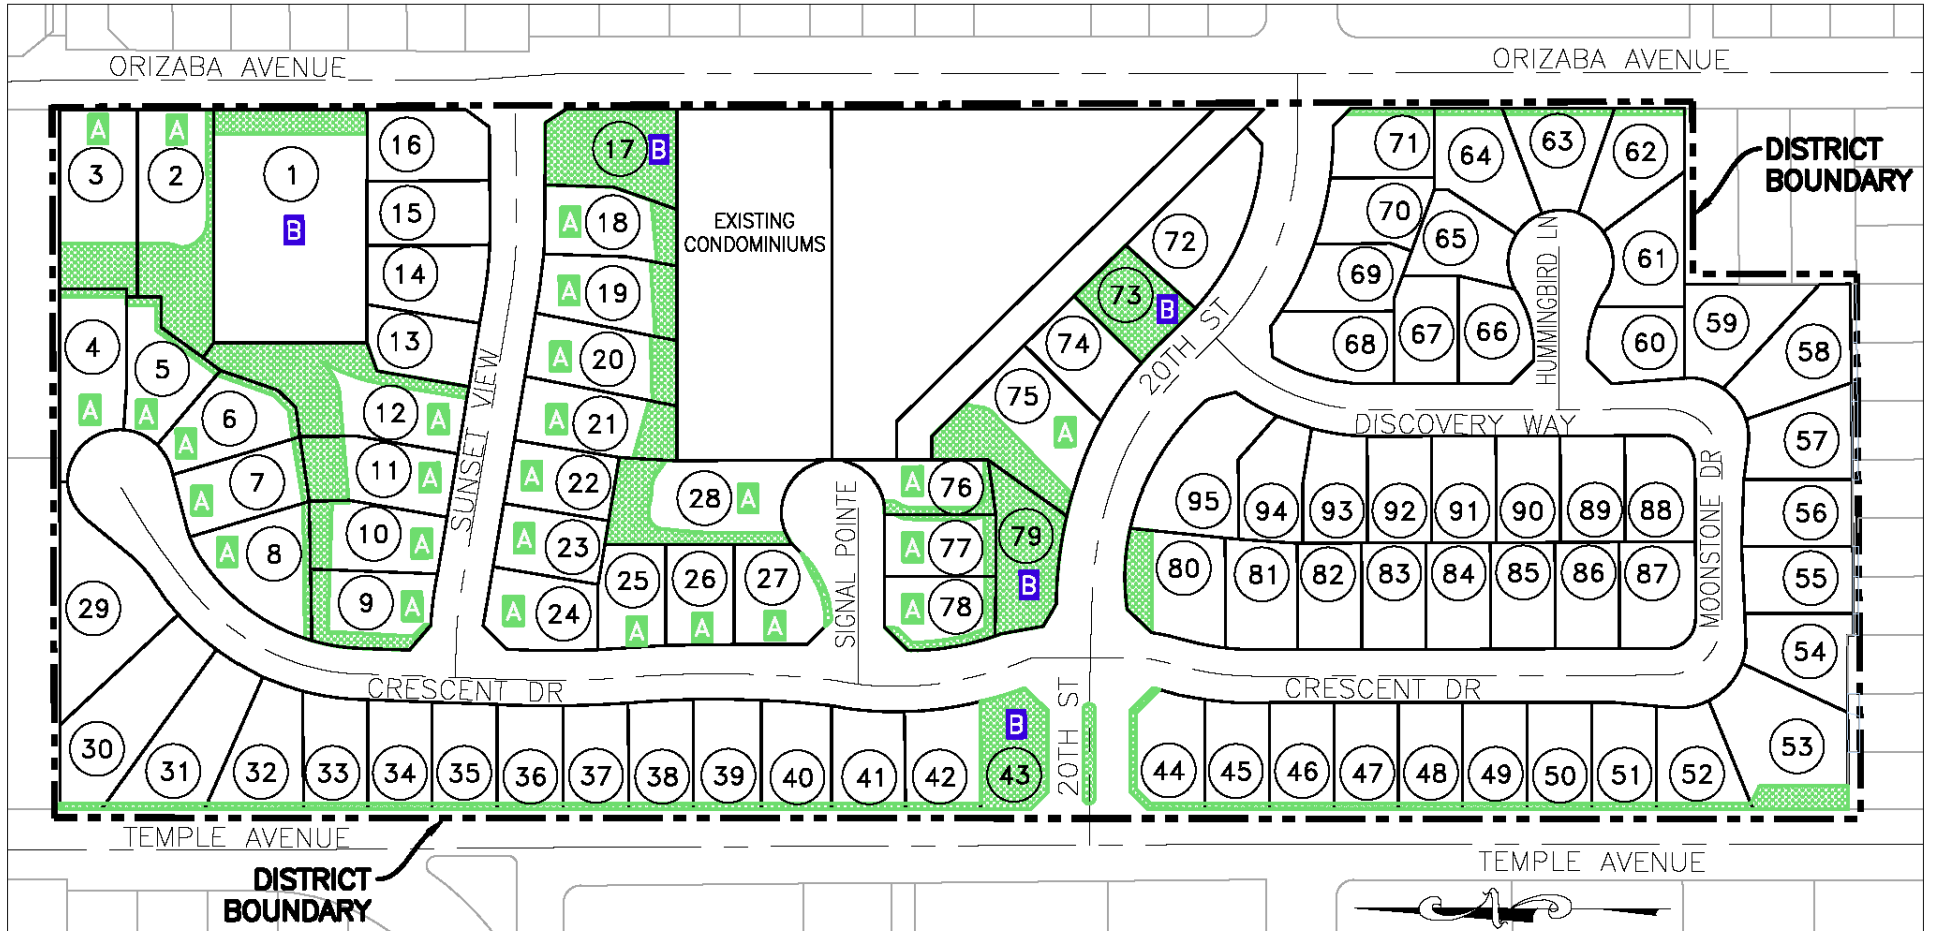 ORIZABA AVENUE
ORIZABA AVENUE
A
A
3
2
1
B
16
15
14
13
17
B
A
18
A
19
A
20
A
21
EXISTING
CONDOMINIUMS
72
73
B
74
75
A
71
64
63
62
70
65
61
69
68
67
66
60
59
58
HUMMINGBIRD LN
DISTRICT
BOUNDARY
4
A
5
A
6
A
7
A
8
A
12
A
11
A
10
A
9
A
SUNSET VIEW
A
22
A
23
A
24
28
A
25
A
26
A
27
A
SIGNAL POINTE
A
76
A
77
A
78
79
B
20TH ST
DISCOVERY WAY
MOONSTONE DR
95
94
93
92
91
90
89
88
80
81
82
83
84
85
86
87
57
56
55
54
53
29
30
31
32
33
34
35
36
37
38
39
40
41
42
B
43
CRESCENT DR
20TH ST
CRESCENT DR
44
45
46
47
48
49
50
51
52
TEMPLE AVENUE
TEMPLE AVENUE
DISTRICT
BOUNDARY
N